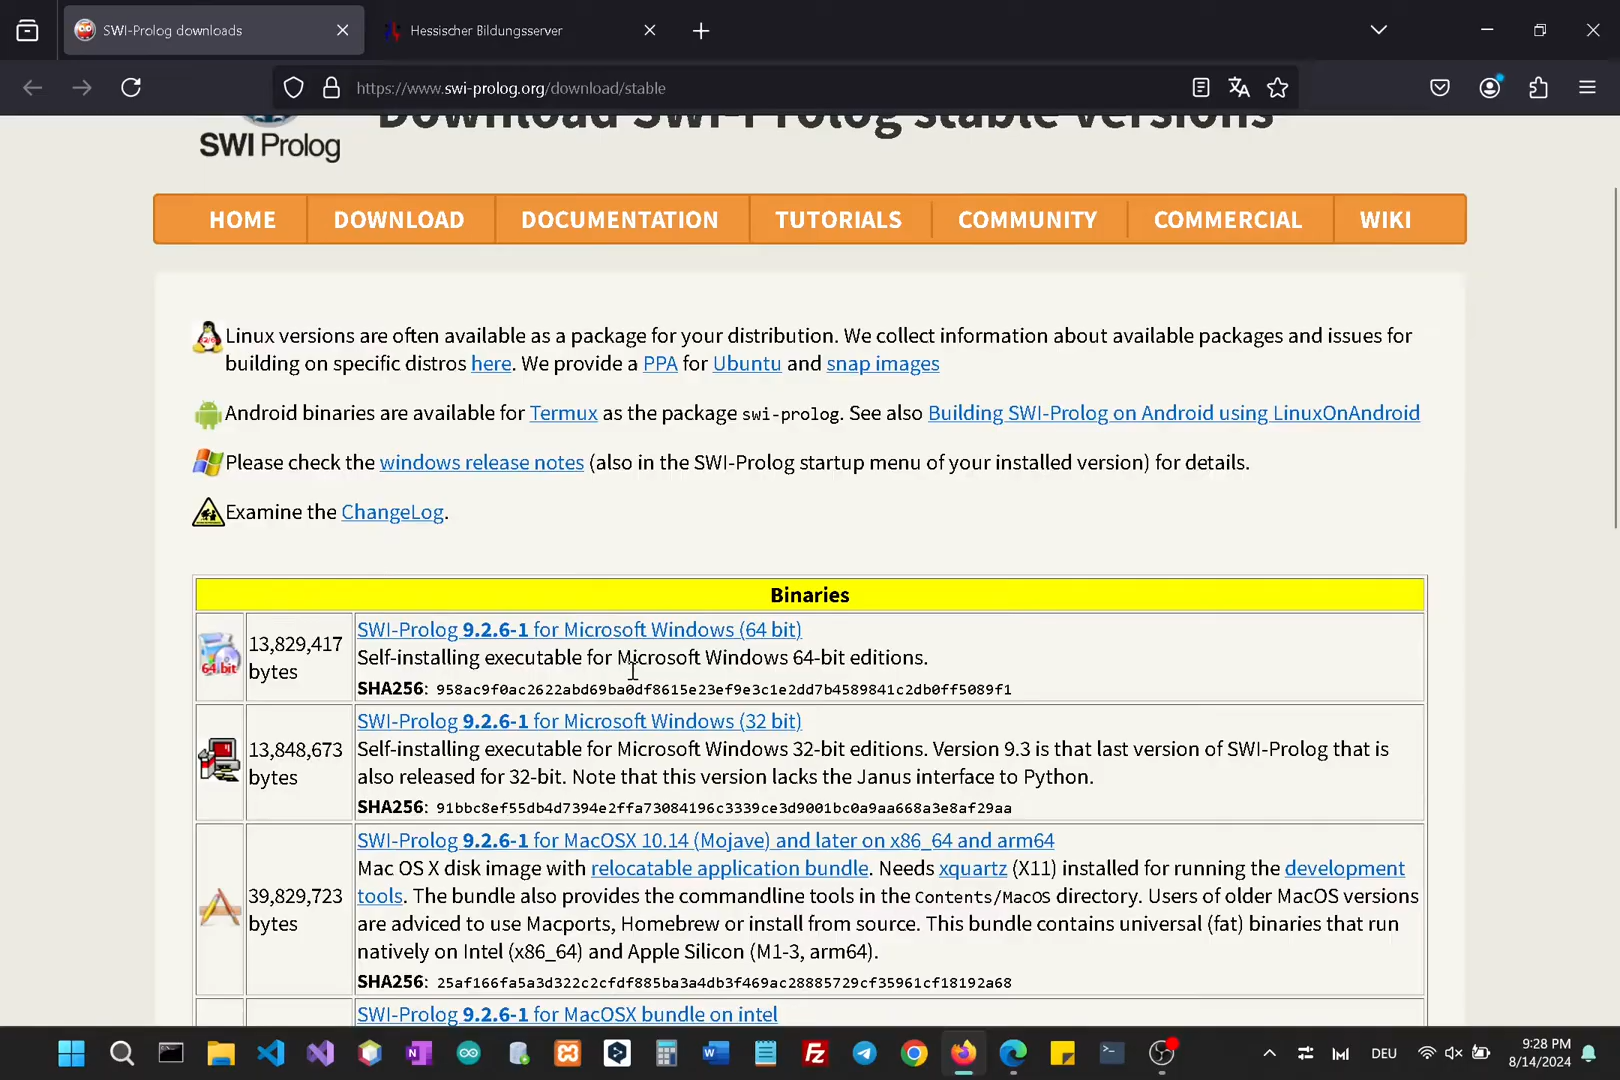 SWI-Prolog downloads
Hessischer Bildungsserver
https://www.swi-prolog.org/download/stable
Download SWI-Prolog stable versions
SWI Prolog
HOME
DOWNLOAD
DOCUMENTATION
TUTORIALS
COMMUNITY
COMMERCIAL
WIKI
Linux versions are often available as a package for your distribution. We collect information about available packages and issues for
building on specific distros here. We provide a PPA for Ubuntu and snap images
Android binaries are available for Termux as the package swi-prolog. See also Building SWI-Prolog on Android using LinuxOnAndroid
Please check the windows release notes (also in the SWI-Prolog startup menu of your installed version) for details.
Examine the ChangeLog.
Binaries
64 bit
13,829,417
bytes
SWI-Prolog 9.2.6-1 for Microsoft Windows (64 bit)
Self-installing executable for Microsoft Windows 64-bit editions.
SHA256: 958ac9f0ac2622abd69ba0df8615e23ef9e3c1e2dd7b4589841c2db0ff5089f1
13,848,673
bytes
SWI-Prolog 9.2.6-1 for Microsoft Windows (32 bit)
Self-installing executable for Microsoft Windows 32-bit editions. Version 9.3 is that last version of SWI-Prolog that is
also released for 32-bit. Note that this version lacks the Janus interface to Python.
SHA256: 91bbc8ef55db4d7394e2ffa73084196c3339ce3d9001bc0a9aa668a3e8af29aa
39,829,723
bytes
SWI-Prolog 9.2.6-1 for MacOSX 10.14 (Mojave) and later on x86_64 and arm64
Mac OS X disk image with relocatable application bundle. Needs xquartz (X11) installed for running the development
tools. The bundle also provides the commandline tools in the Contents/MacOS directory. Users of older MacOS versions
are adviced to use Macports, Homebrew or install from source. This bundle contains universal (fat) binaries that run
natively on Intel (x86_64) and Apple Silicon (M1-3, arm64).
SHA256: 25af166fa5a3d322c2cfdf885ba3a4db3f469ac28885729cf35961cf18192a68
SWI-Prolog 9.2.6-1 for MacOSX bundle on intel
DEU
9:28 PM
8/14/2024